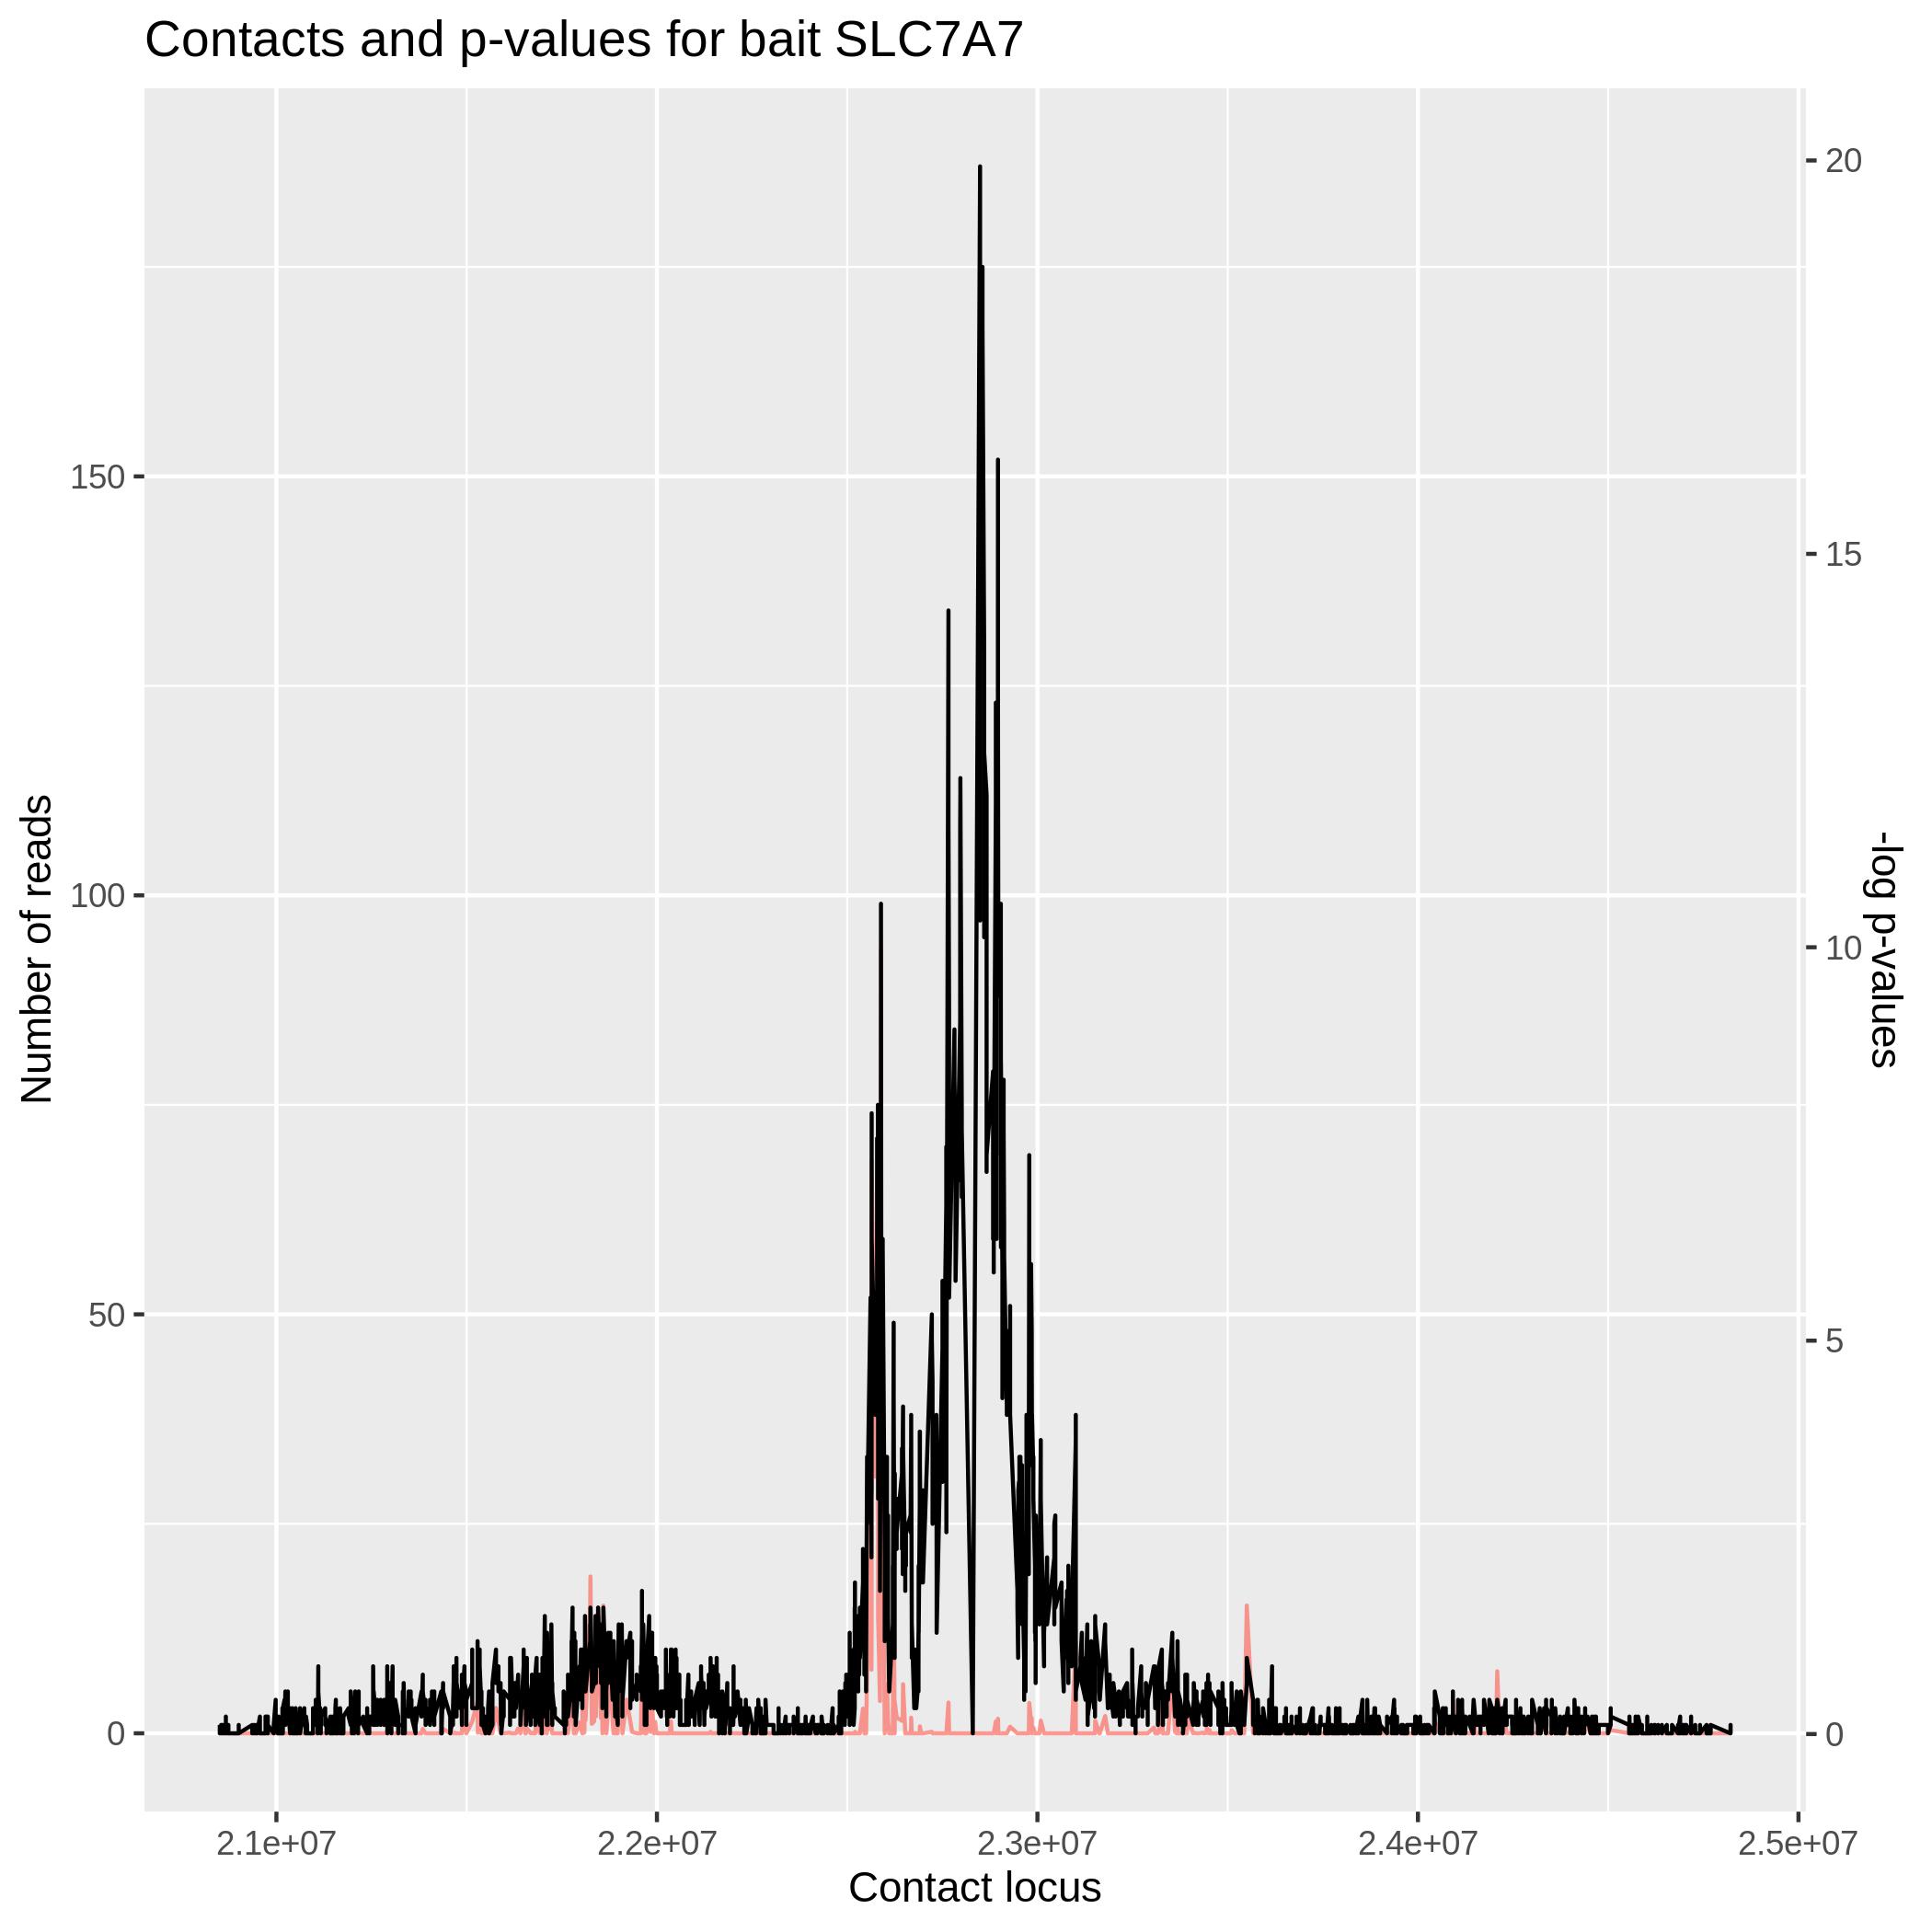 Contacts and p-values for bait SLC7A7
20
150
15
100
10
50
5
0
0
Number of reads
-log p-values
2.1e+07 2.2e+07 2.3e+07 2.4e+07 2.5e+07
Contact locus